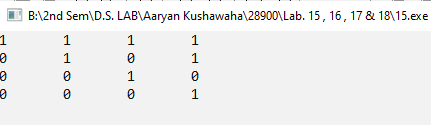 B:\2nd Sem\D.S. LAB\Aaryan Kushawaha\28900\Lab. 15 , 16 , 17 & 18\15.exe
1 1 1 1
0 1 0 1
0 0 1 0
0 0 0 1